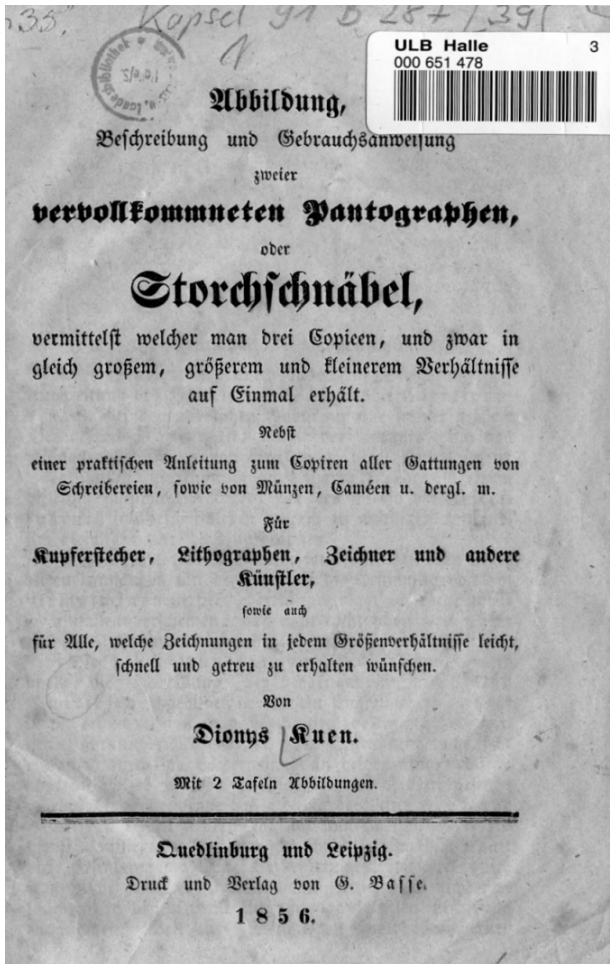 Kapsel 91 B 287 / 39
1
ULB Halle 3
000 651 478
Abbildung,
Beschreibung und Gebrauchsanweisung
zweier
vervollkommneten Pantographen,
oder
Storchschnäbel,
vermittelst welcher man drei Copieen, und zwar in
gleich großem, größerem und kleinerem Verhältnisse
auf Einmal erhält.
Nebst
einer praktischen Anleitung zum Copiren aller Gattungen von
Schreibereien, sowie von Münzen, Caméen u. dergl. m.
Für
Kupferstecher, Lithographen, Zeichner und andere
Künstler,
sowie auch
für Alle, welche Zeichnungen in jedem Größenverhältnisse leicht,
schnell und getreu zu erhalten wünschen.
Von
Dionys Kuen.
Mit 2 Tafeln Abbildungen.
Quedlinburg und Leipzig.
Druck und Verlag von G. Basse.
1856.